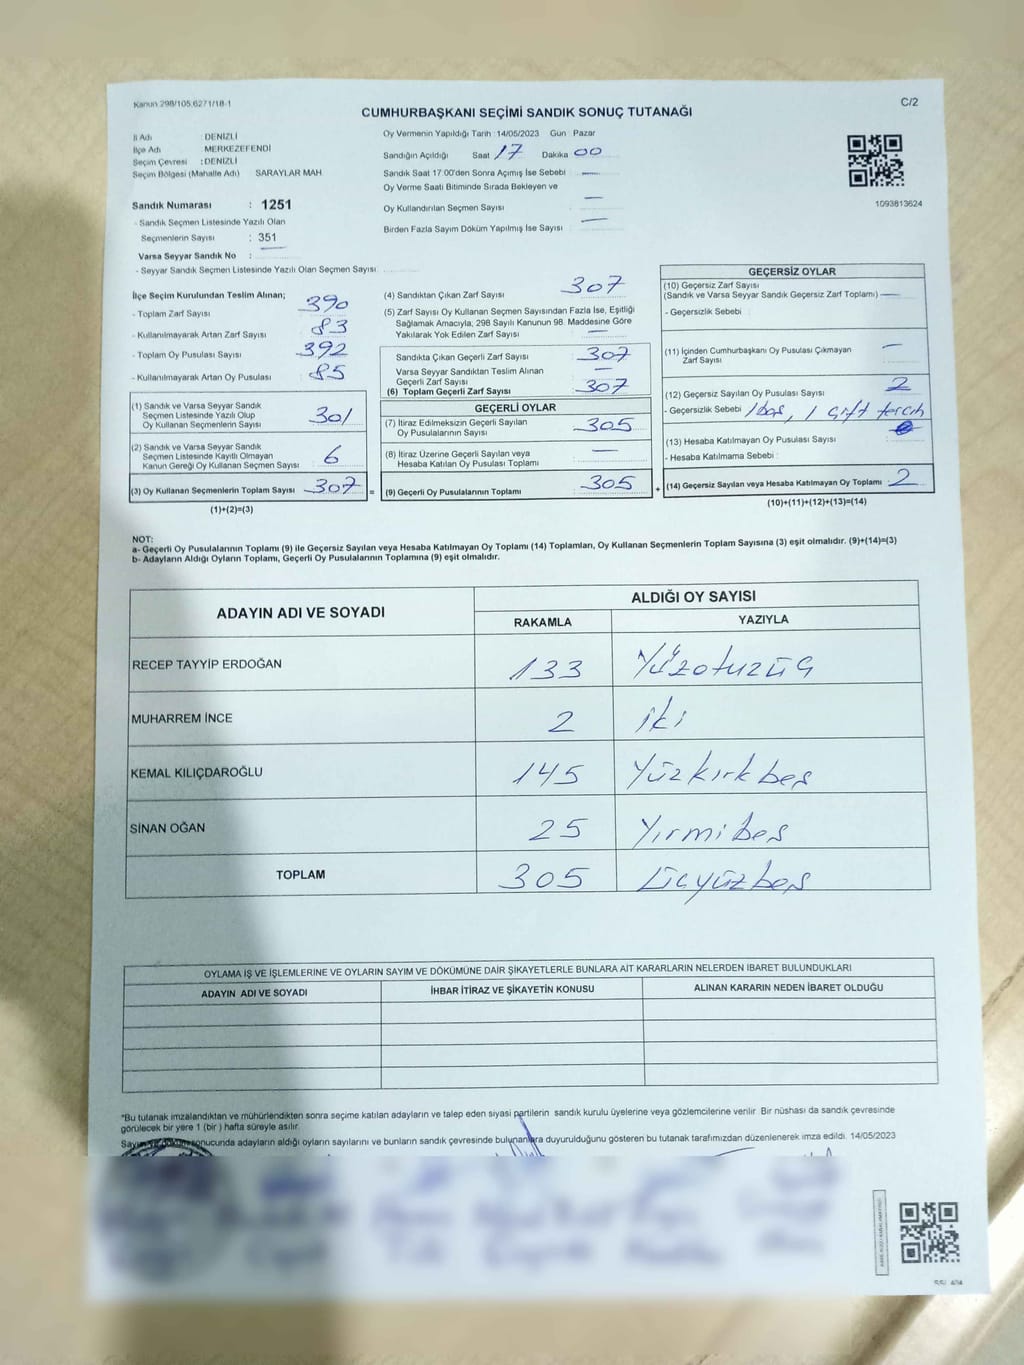 Kanun 298/105,6271/18-1
C/2
CUMHURBAŞKANI SEÇİMİ SANDIK SONUÇ TUTANAĞI
İl Adı : DENİZLİ
İlçe Adı : MERKEZEFENDİ
Seçim Çevresi : DENİZLİ
Seçim Bölgesi (Mahalle Adı) SARAYLAR MAH.
Sandık Numarası : 1251
- Sandık Seçmen Listesinde Yazılı Olan
Seçmenlerin Sayısı : 351
Varsa Seyyar Sandık No : —
- Seyyar Sandık Seçmen Listesinde Yazılı Olan Seçmen Sayısı
Oy Vermenin Yapıldığı Tarih :14/05/2023 Gün : Pazar
Sandığın Açıldığı Saat 17 Dakika 00
Sandık Saat 17:00'den Sonra Açımış İse Sebebi —
Oy Verme Saati Bitiminde Sırada Bekleyen ve
Oy Kullandırılan Seçmen Sayısı —
Birden Fazla Sayım Döküm Yapılmış İse Sayısı —
1093813624
İlçe Seçim Kurulundan Teslim Alınan;
- Toplam Zarf Sayısı 390
- Kullanılmayarak Artan Zarf Sayısı 83
- Toplam Oy Pusulası Sayısı 392
- Kullanılmayarak Artan Oy Pusulası 85
(1) Sandık ve Varsa Seyyar Sandık
Seçmen Listesinde Yazılı Olup
Oy Kullanan Seçmenlerin Sayısı 301
(2) Sandık ve Varsa Seyyar Sandık
Seçmen Listesinde Kayıtlı Olmayan
Kanun Gereği Oy Kullanan Seçmen Sayısı 6
(3) Oy Kullanan Seçmenlerin Toplam Sayısı 307 =
(1)+(2)=(3)
(4) Sandıktan Çıkan Zarf Sayısı 307
(5) Zarf Sayısı Oy Kullanan Seçmen Sayısından Fazla İse, Eşitliği
Sağlamak Amacıyla; 298 Sayılı Kanunun 98. Maddesine Göre
Yakılarak Yok Edilen Zarf Sayısı —
Sandıkta Çıkan Geçerli Zarf Sayısı 307
Varsa Seyyar Sandıktan Teslim Alınan
Geçerli Zarf Sayısı —
(6) Toplam Geçerli Zarf Sayısı 307
GEÇERLİ OYLAR
(7) İtiraz Edilmeksizin Geçerli Sayılan
Oy Pusulalarının Sayısı 305
(8) İtiraz Üzerine Geçerli Sayılan veya
Hesaba Katılan Oy Pusulası Toplamı —
(9) Geçerli Oy Pusulalarının Toplamı 305 +
GEÇERSİZ OYLAR
(10) Geçersiz Zarf Sayısı
(Sandık ve Varsa Seyyar Sandık Geçersiz Zarf Toplamı) —
- Geçersizlik Sebebi :
(11) İçinden Cumhurbaşkanı Oy Pusulası Çıkmayan
Zarf Sayısı —
(12) Geçersiz Sayılan Oy Pusulası Sayısı 2
- Geçersizlik Sebebi : 1 boş, 1 çift tercih
(13) Hesaba Katılmayan Oy Pusulası Sayısı
- Hesaba Katılmama Sebebi :
(14) Geçersiz Sayılan veya Hesaba Katılmayan Oy Toplamı 2
(10)+(11)+(12)+(13)=(14)
NOT:
a- Geçerli Oy Pusulalarının Toplamı (9) ile Geçersiz Sayılan veya Hesaba Katılmayan Oy Toplamı (14) Toplamları, Oy Kullanan Seçmenlerin Toplam Sayısına (3) eşit olmalıdır. (9)+(14)=(3)
b- Adayların Aldığı Oyların Toplamı, Geçerli Oy Pusulalarının Toplamına (9) eşit olmalıdır.
ADAYIN ADI VE SOYADI
ALDIĞI OY SAYISI
RAKAMLA YAZIYLA
RECEP TAYYİP ERDOĞAN 133 Yüzotuzüç
MUHARREM İNCE 2 iki
KEMAL KILIÇDAROĞLU 145 Yüzkırkbeş
SİNAN OĞAN 25 Yirmibeş
TOPLAM 305 Üçyüzbeş
OYLAMA İŞ VE İŞLEMLERİNE VE OYLARIN SAYIM VE DÖKÜMÜNE DAİR ŞİKAYETLERLE BUNLARA AİT KARARLARIN NELERDEN İBARET BULUNDUKLARI
ADAYIN ADI VE SOYADI İHBAR İTİRAZ VE ŞİKAYETİN KONUSU ALINAN KARARIN NEDEN İBARET OLDUĞU
*Bu tutanak imzalandıktan ve mühürlendikten sonra seçime katılan adayların ve talep eden siyasi partilerin sandık kurulu üyelerine veya gözlemcilerine verilir. Bir nüshası da sandık çevresinde
görülecek bir yere 1 (bir ) hafta süreyle asılır.
sonucunda adayların aldığı oyların sayılarını ve bunların sandık çevresinde bulunanlara duyurulduğunu gösteren bu tutanak tarafımızdan düzenlenerek imza edildi. 14/05/2023